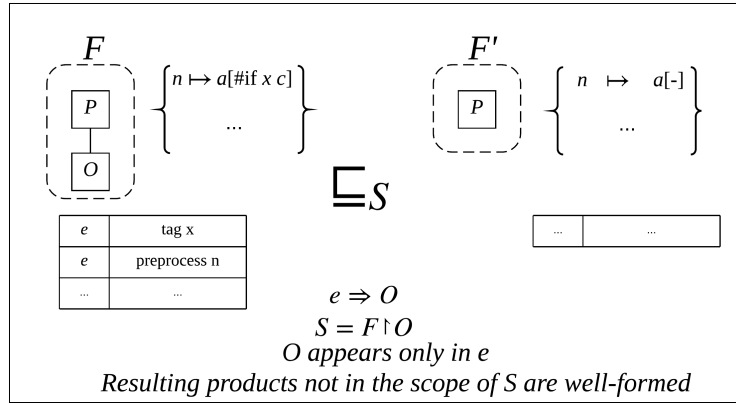 F
P
O
n ↦ a[#if x c]
...
F'
P
n ↦ a[-]
...
⊑S
e tag x
e preprocess n
... ...
... ...
e ⇒ O
S = F↾O
O appears only in e
Resulting products not in the scope of S are well-formed